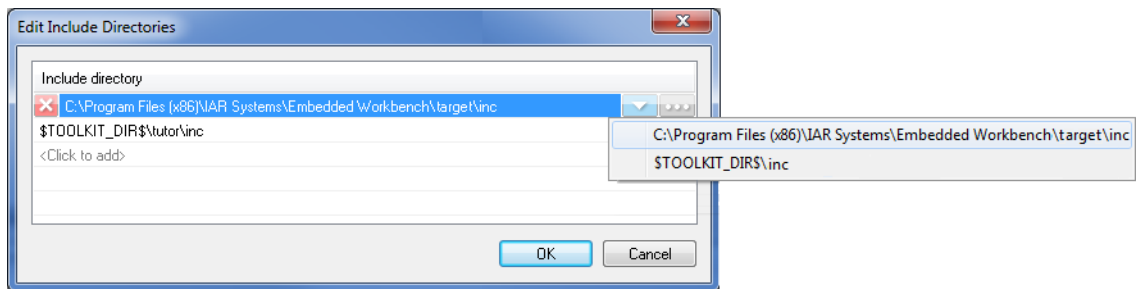 Edit Include Directories
Include directory
C:\Program Files (x86)\IAR Systems\Embedded Workbench\target\inc
$TOOLKIT_DIR$\tutor\inc
<Click to add>
C:\Program Files (x86)\IAR Systems\Embedded Workbench\target\inc
$TOOLKIT_DIR$\inc
OK Cancel